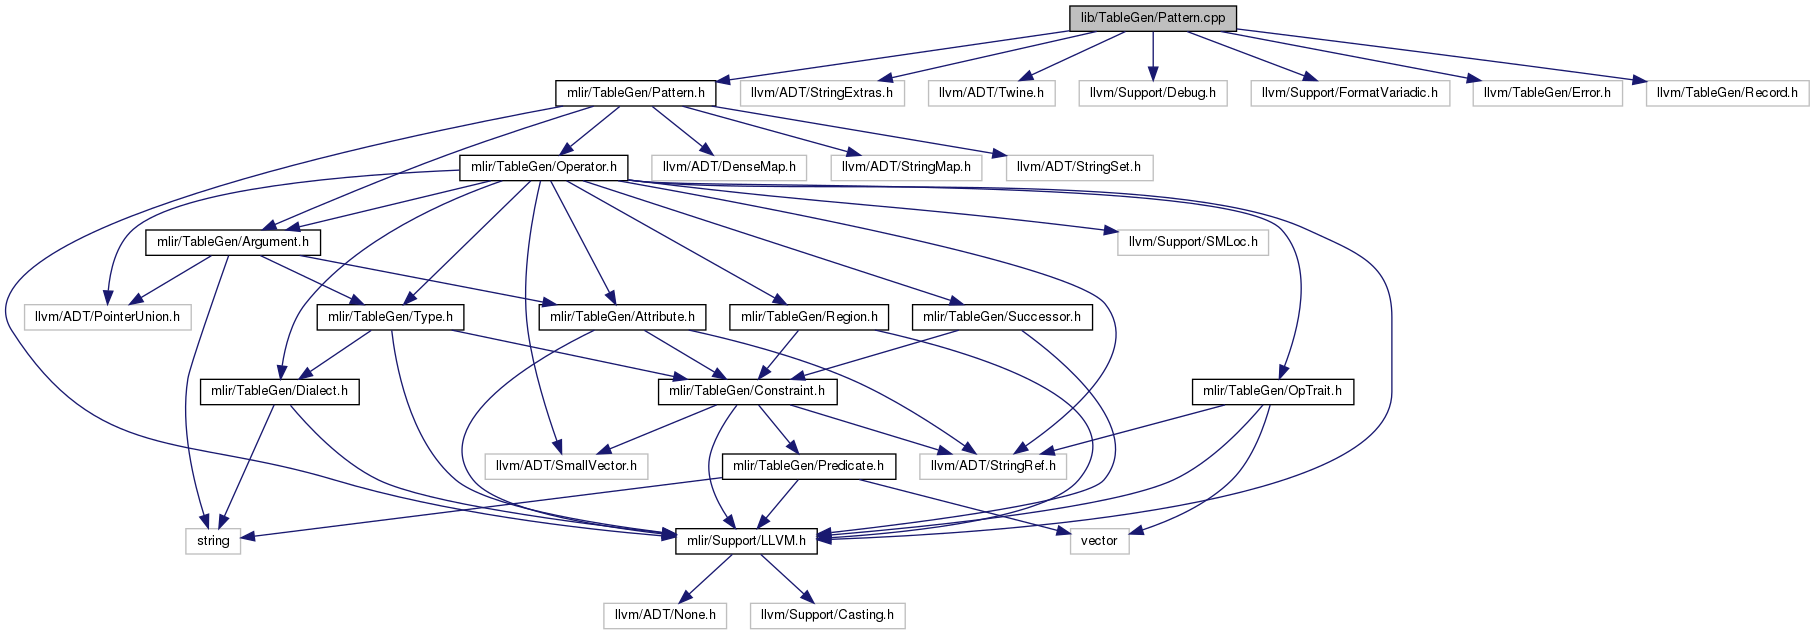 lib/TableGen/Pattern.cpp
mlir/TableGen/Pattern.h
llvm/ADT/StringExtras.h
llvm/ADT/Twine.h
llvm/Support/Debug.h
llvm/Support/FormatVariadic.h
llvm/TableGen/Error.h
llvm/TableGen/Record.h
mlir/TableGen/Operator.h
llvm/ADT/DenseMap.h
llvm/ADT/StringMap.h
llvm/ADT/StringSet.h
mlir/TableGen/Argument.h
llvm/Support/SMLoc.h
llvm/ADT/PointerUnion.h
mlir/TableGen/Type.h
mlir/TableGen/Attribute.h
mlir/TableGen/Region.h
mlir/TableGen/Successor.h
mlir/TableGen/Dialect.h
mlir/TableGen/Constraint.h
mlir/TableGen/OpTrait.h
llvm/ADT/SmallVector.h
mlir/TableGen/Predicate.h
llvm/ADT/StringRef.h
string
mlir/Support/LLVM.h
vector
llvm/ADT/None.h
llvm/Support/Casting.h